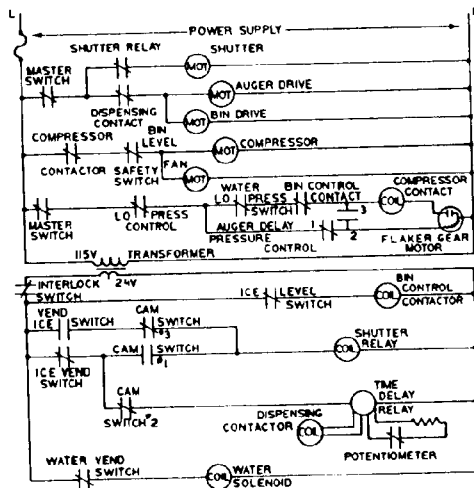 L L
POWER SUPPLY
SHUTTER RELAY SHUTTER
MOT
MASTER SWITCH
AUGER DRIVE
MOT
DISPENSING CONTACT
BIN DRIVE
MOT
COMPRESSOR BIN LEVEL
COMPRESSOR
MOT
CONTACTOR SAFETY SWITCH
FAN
MOT
WATER LO PRESS SWITCH
BIN CONTROL CONTACT
COMPRESSOR CONTACT
COIL
3
MASTER SWITCH
LO PRESS CONTROL
AUGER DELAY PRESSURE CONTROL
1
2
FLAKER GEAR MOTOR
115V TRANSFORMER
24V
INTERLOCK SWITCH
ICE LEVEL SWITCH
COIL
BIN CONTROL CONTACTOR
VEND ICE SWITCH
CAM SWITCH #3
ICE VEND SWITCH
CAM SWITCH #1
COIL
SHUTTER RELAY
CAM SWITCH #2
TIME DELAY RELAY
DISPENSING CONTACTOR
COIL
POTENTIOMETER
WATER VEND SWITCH
COIL
WATER SOLENOID